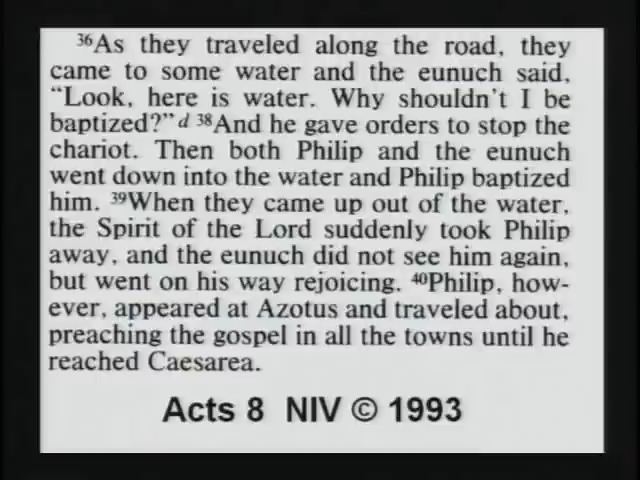 ³⁶As they traveled along the road, they
came to some water and the eunuch said,
“Look, here is water. Why shouldn’t I be
baptized?”d ³⁸And he gave orders to stop the
chariot. Then both Philip and the eunuch
went down into the water and Philip baptized
him. ³⁹When they came up out of the water,
the Spirit of the Lord suddenly took Philip
away, and the eunuch did not see him again,
but went on his way rejoicing. ⁴⁰Philip, how-
ever, appeared at Azotus and traveled about,
preaching the gospel in all the towns until he
reached Caesarea.
Acts 8 NIV © 1993